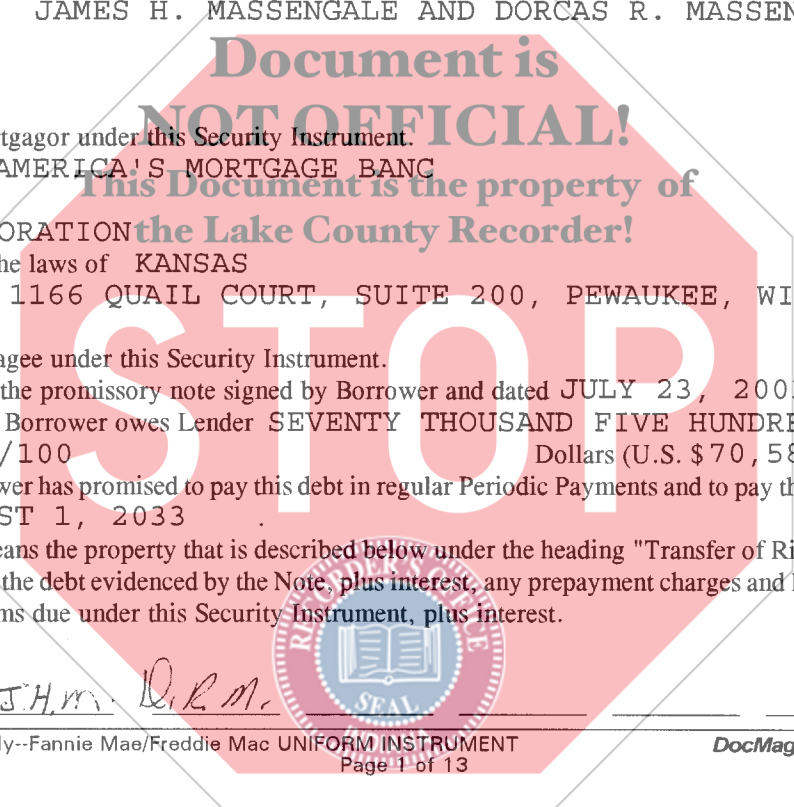 JAMES H. MASSENGALE AND DORCAS R. MASSEN
Document is
NOT OFFICIAL!
tgagor under this Security Instrument.
AMERICA'S MORTGAGE BANC
This Document is the property of
ORATION
the Lake County Recorder!
he laws of KANSAS
1166 QUAIL COURT, SUITE 200, PEWAUKEE, WI
STOP
agee under this Security Instrument.
the promissory note signed by Borrower and dated JULY 23, 200
Borrower owes Lender SEVENTY THOUSAND FIVE HUNDRE
/100 Dollars (U.S. $70,58
wer has promised to pay this debt in regular Periodic Payments and to pay th
ST 1, 2033 .
eans the property that is described below under the heading "Transfer of Ri
the debt evidenced by the Note, plus interest, any prepayment charges and l
ms due under this Security Instrument, plus interest.
RECORDER'S OFFICE
SEAL
INDIANA
J.H.M. D.R.M.
ly--Fannie Mae/Freddie Mac UNIFORM INSTRUMENT
DocMag
Page 1 of 13